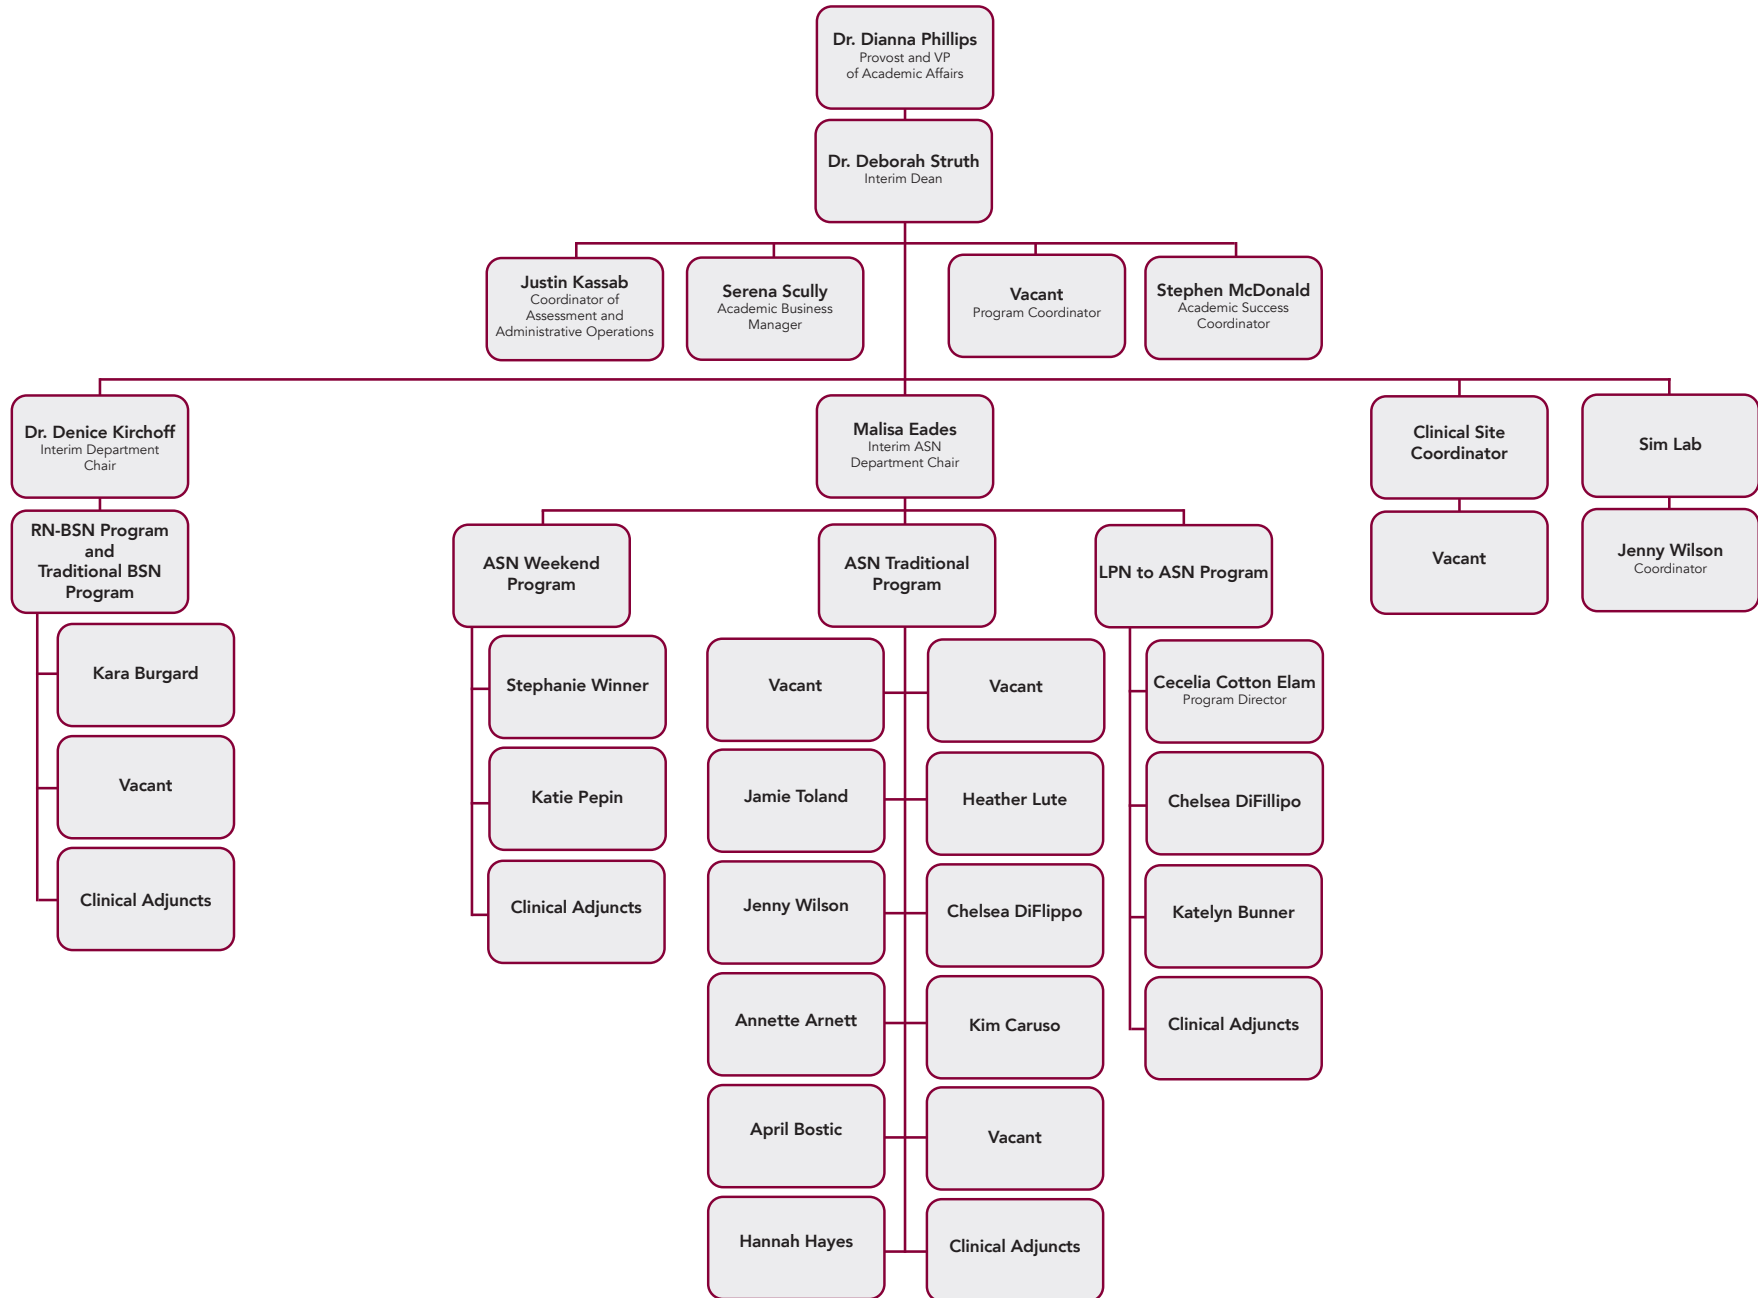 Dr. Dianna Phillips
Provost and VP
of Academic Affairs
Dr. Deborah Struth
Interim Dean
Justin Kassab
Coordinator of
Assessment and
Administrative Operations
Serena Scully
Academic Business
Manager
Vacant
Program Coordinator
Stephen McDonald
Academic Success
Coordinator
Dr. Denice Kirchoff
Interim Department
Chair
Malisa Eades
Interim ASN
Department Chair
Clinical Site
Coordinator
Sim Lab
RN-BSN Program
and
Traditional BSN
Program
ASN Weekend
Program
ASN Traditional
Program
LPN to ASN Program
Vacant
Jenny Wilson
Coordinator
Kara Burgard
Vacant
Clinical Adjuncts
Stephanie Winner
Katie Pepin
Clinical Adjuncts
Vacant
Vacant
Jamie Toland
Heather Lute
Jenny Wilson
Chelsea DiFlippo
Annette Arnett
Kim Caruso
April Bostic
Vacant
Hannah Hayes
Clinical Adjuncts
Cecelia Cotton Elam
Program Director
Chelsea DiFillipo
Katelyn Bunner
Clinical Adjuncts